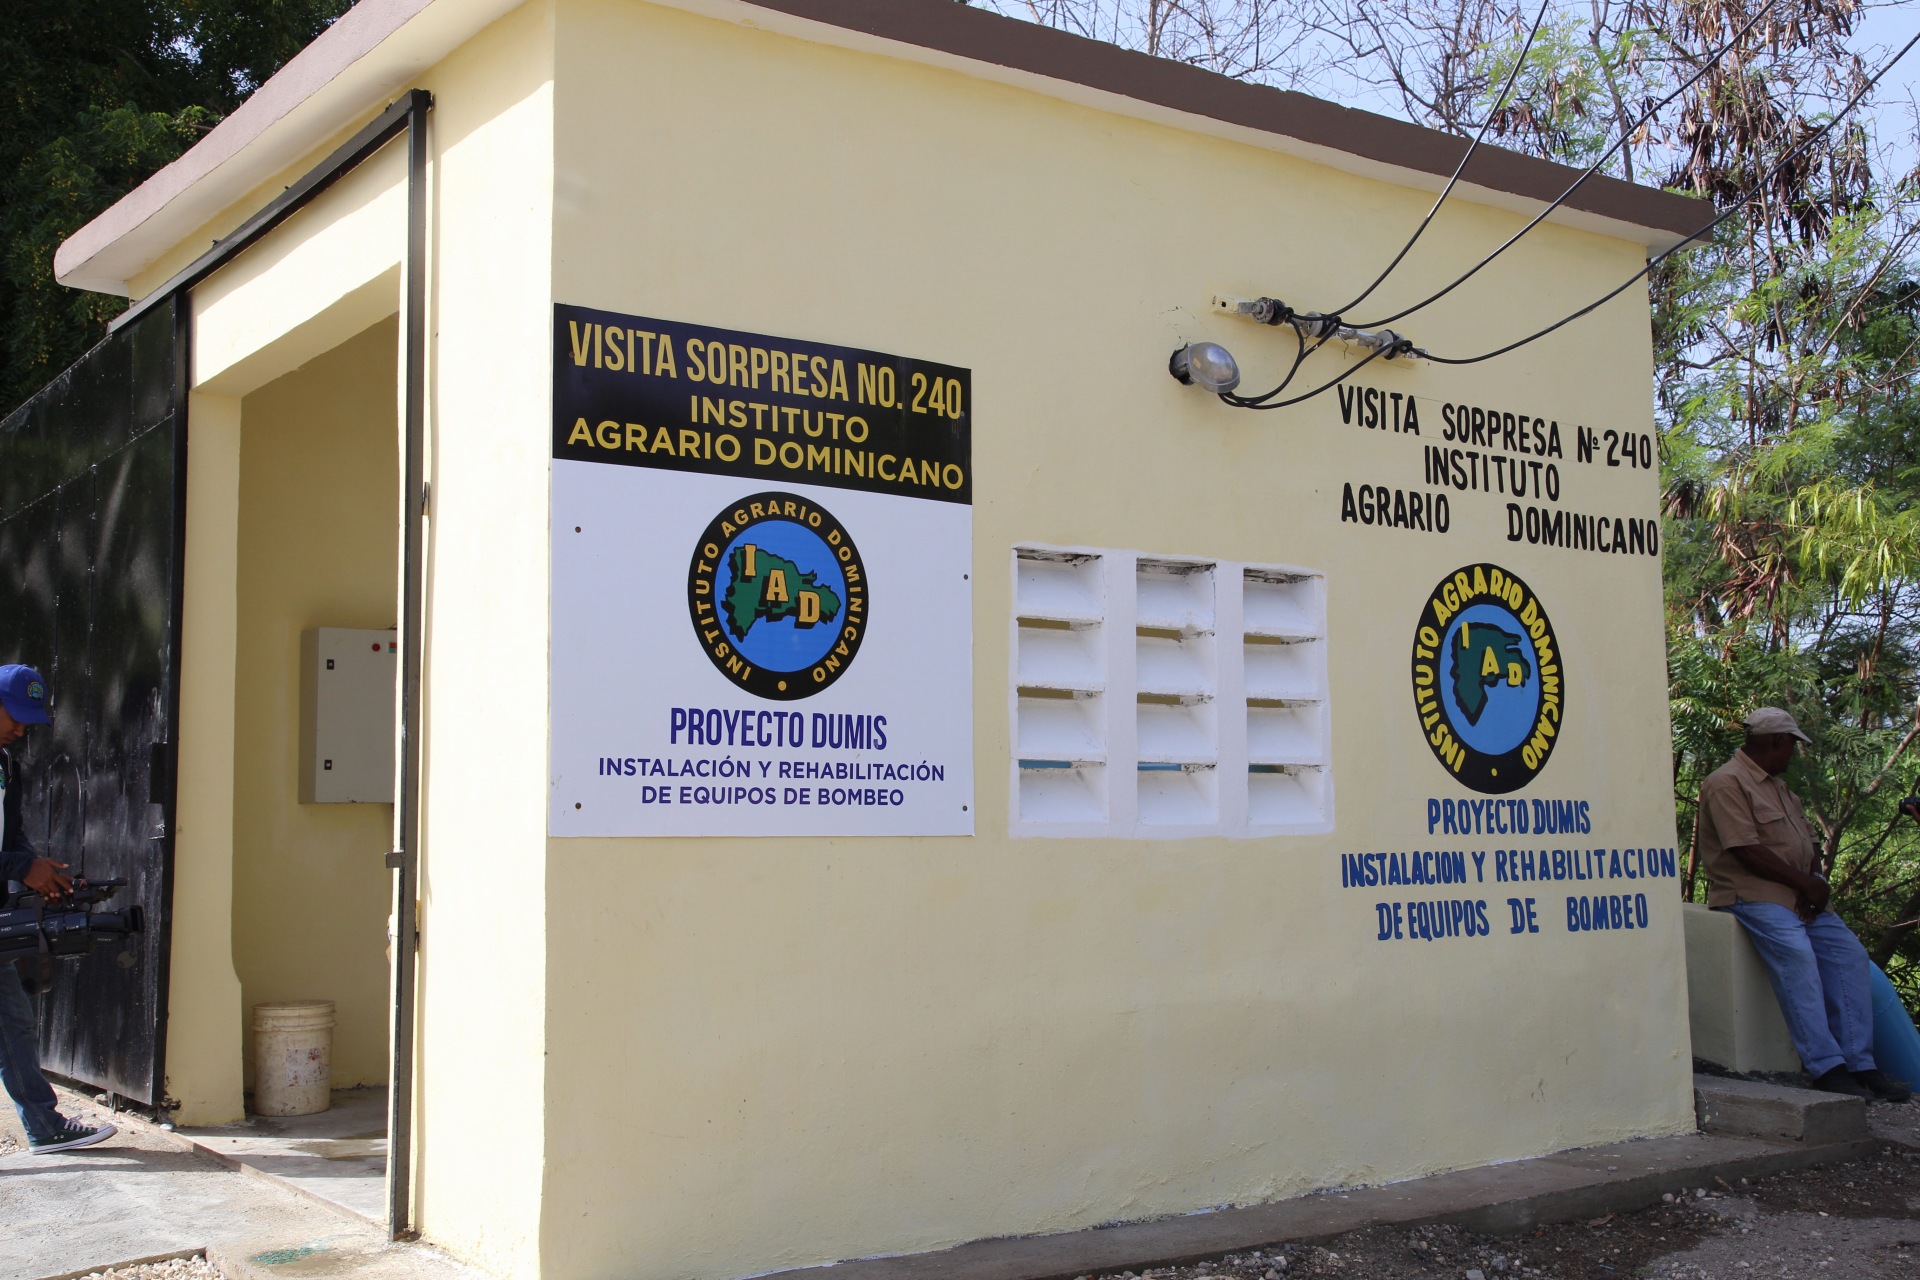 VISITA SORPRESA NO. 240
INSTITUTO
AGRARIO DOMINICANO
INSTITUTO AGRARIO DOMINICANO
IAD
PROYECTO DUMIS
INSTALACIÓN Y REHABILITACIÓN
DE EQUIPOS DE BOMBEO
VISITA SORPRESA Nº 240
INSTITUTO
AGRARIO DOMINICANO
INSTITUTO AGRARIO DOMINICANO
IAD
PROYECTO DUMIS
INSTALACION Y REHABILITACION
DE EQUIPOS DE BOMBEO
SONY